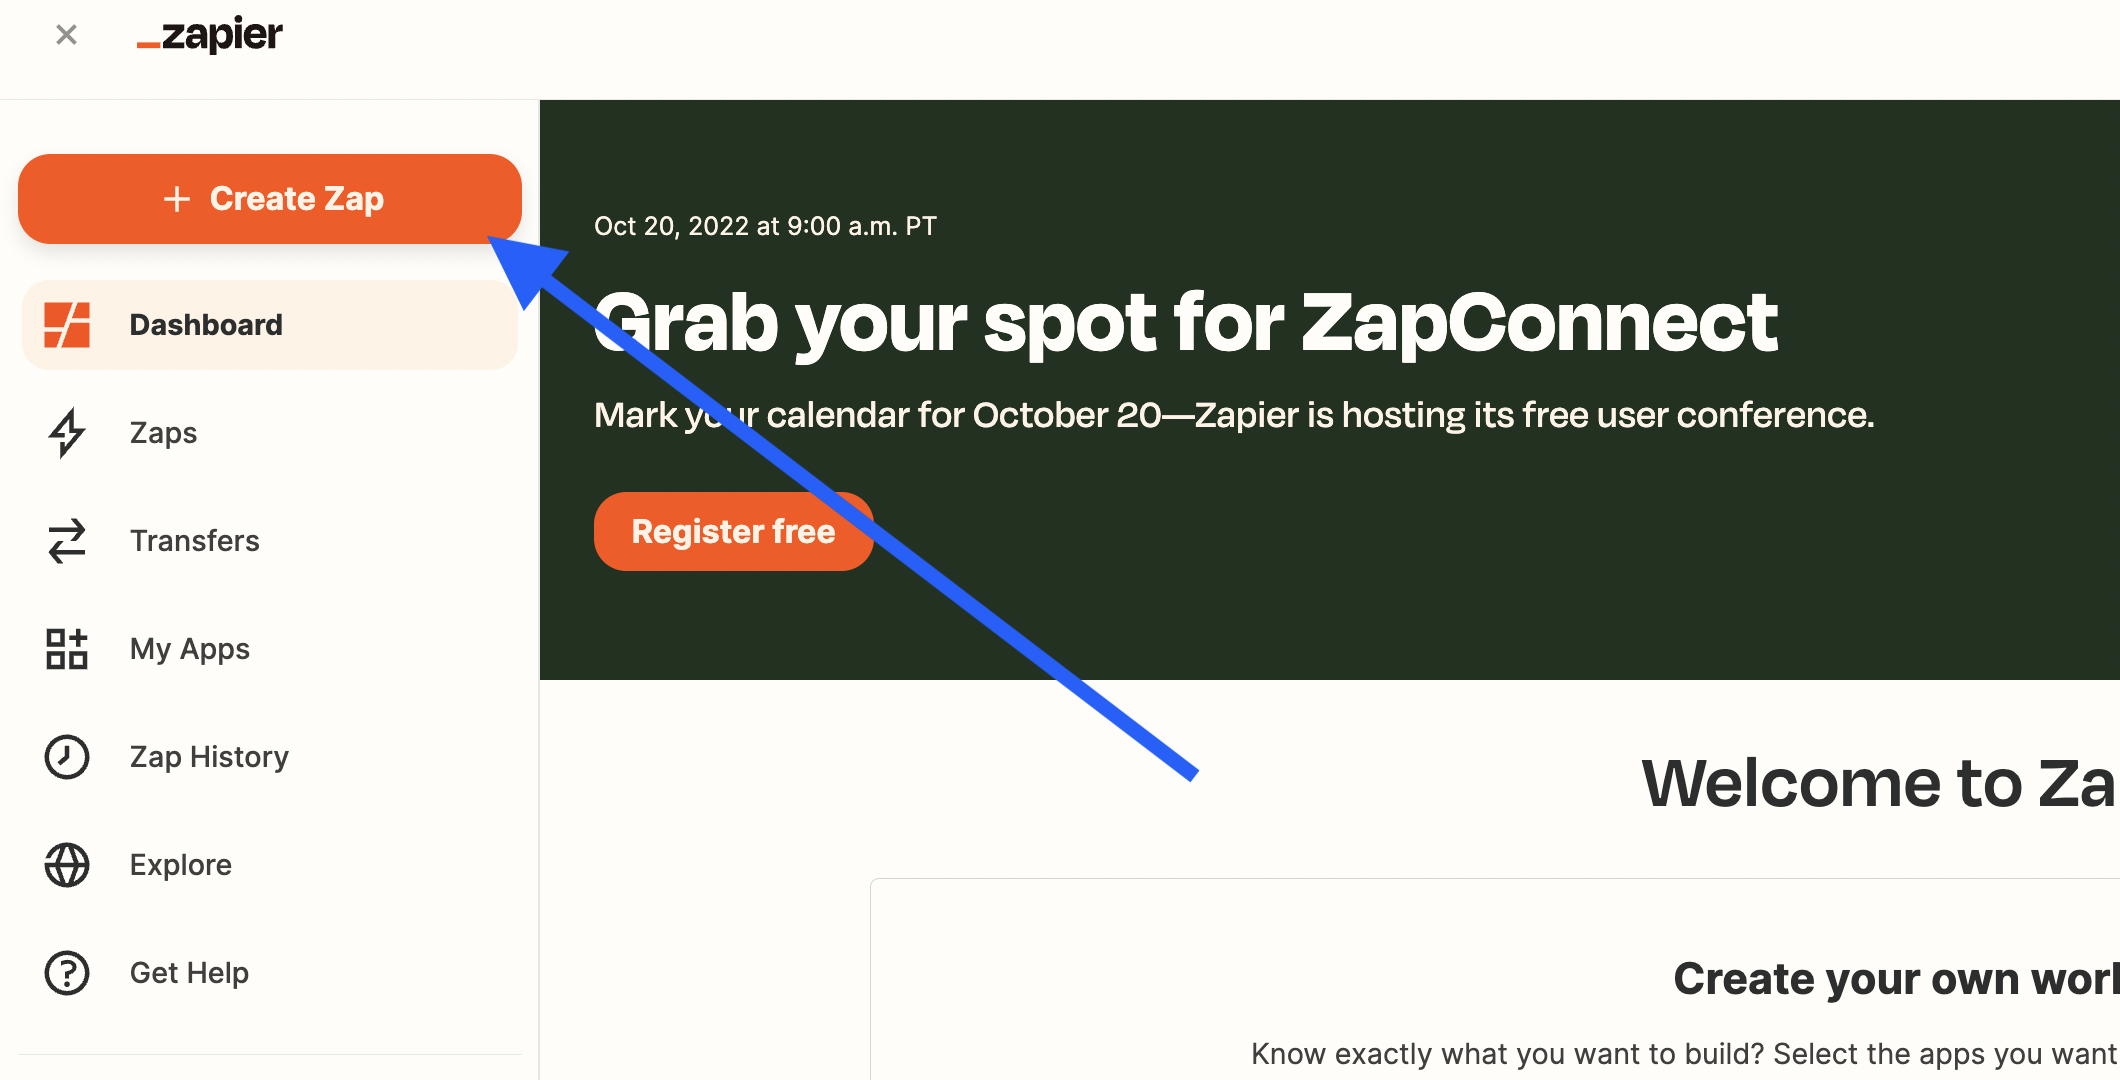 zapier
Create Zap
Dashboard
Zaps
Transfers
My Apps
Zap History
Explore
Get Help
Oct 20, 2022 at 9:00 a.m. PT
Grab your spot for ZapConnect
Mark your calendar for October 20—Zapier is hosting its free user conference.
Register free
Welcome to Za
Create your own work
Know exactly what you want to build? Select the apps you want